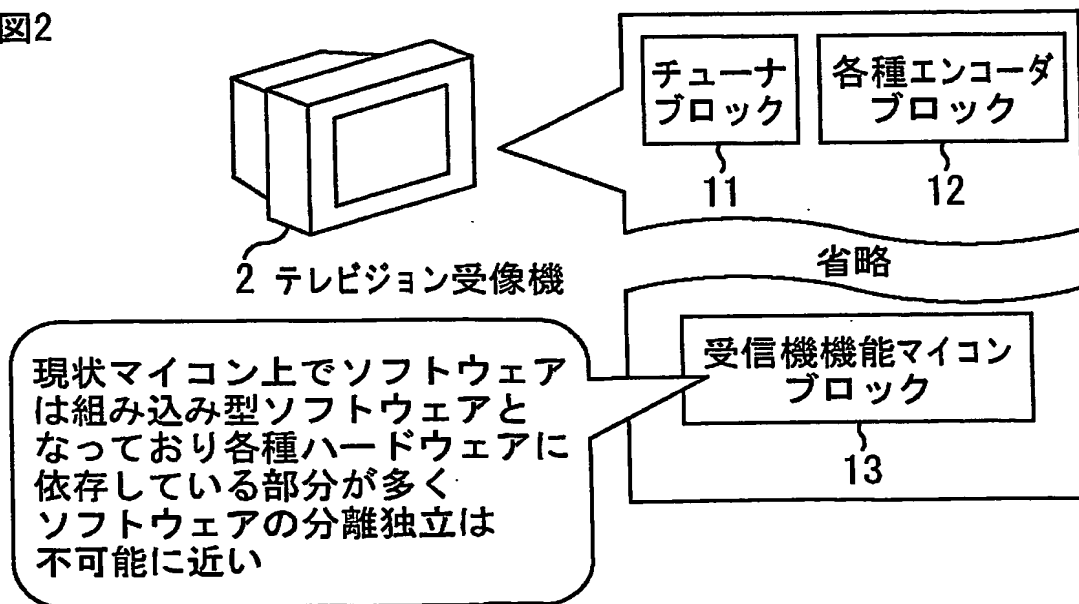 図2
チューナ
ブロック
11
各種エンコーダ
ブロック
12
2 テレビジョン受像機
省略
受信機機能マイコン
ブロック
13
現状マイコン上でソフトウェア
は組み込み型ソフトウェアと
なっており各種ハードウェアに
依存している部分が多く
ソフトウェアの分離独立は
不可能に近い